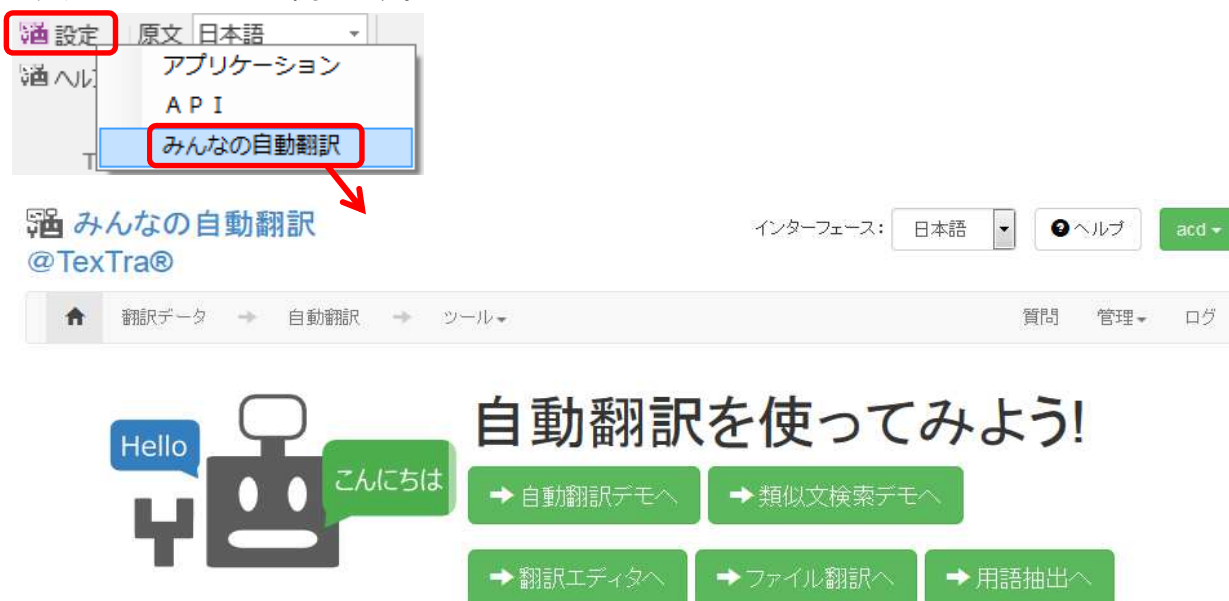 設定 原文 日本語
ヘル
アプリケーション
ＡＰＩ
みんなの自動翻訳
T
みんなの自動翻訳
@TexTra®
インターフェース： 日本語 ヘルプ acd
翻訳データ 自動翻訳 ツール 質問 管理 ログ
自動翻訳を使ってみよう!
Hello
こんにちは
自動翻訳デモへ 類似文検索デモへ
翻訳エディタへ ファイル翻訳へ 用語抽出へ